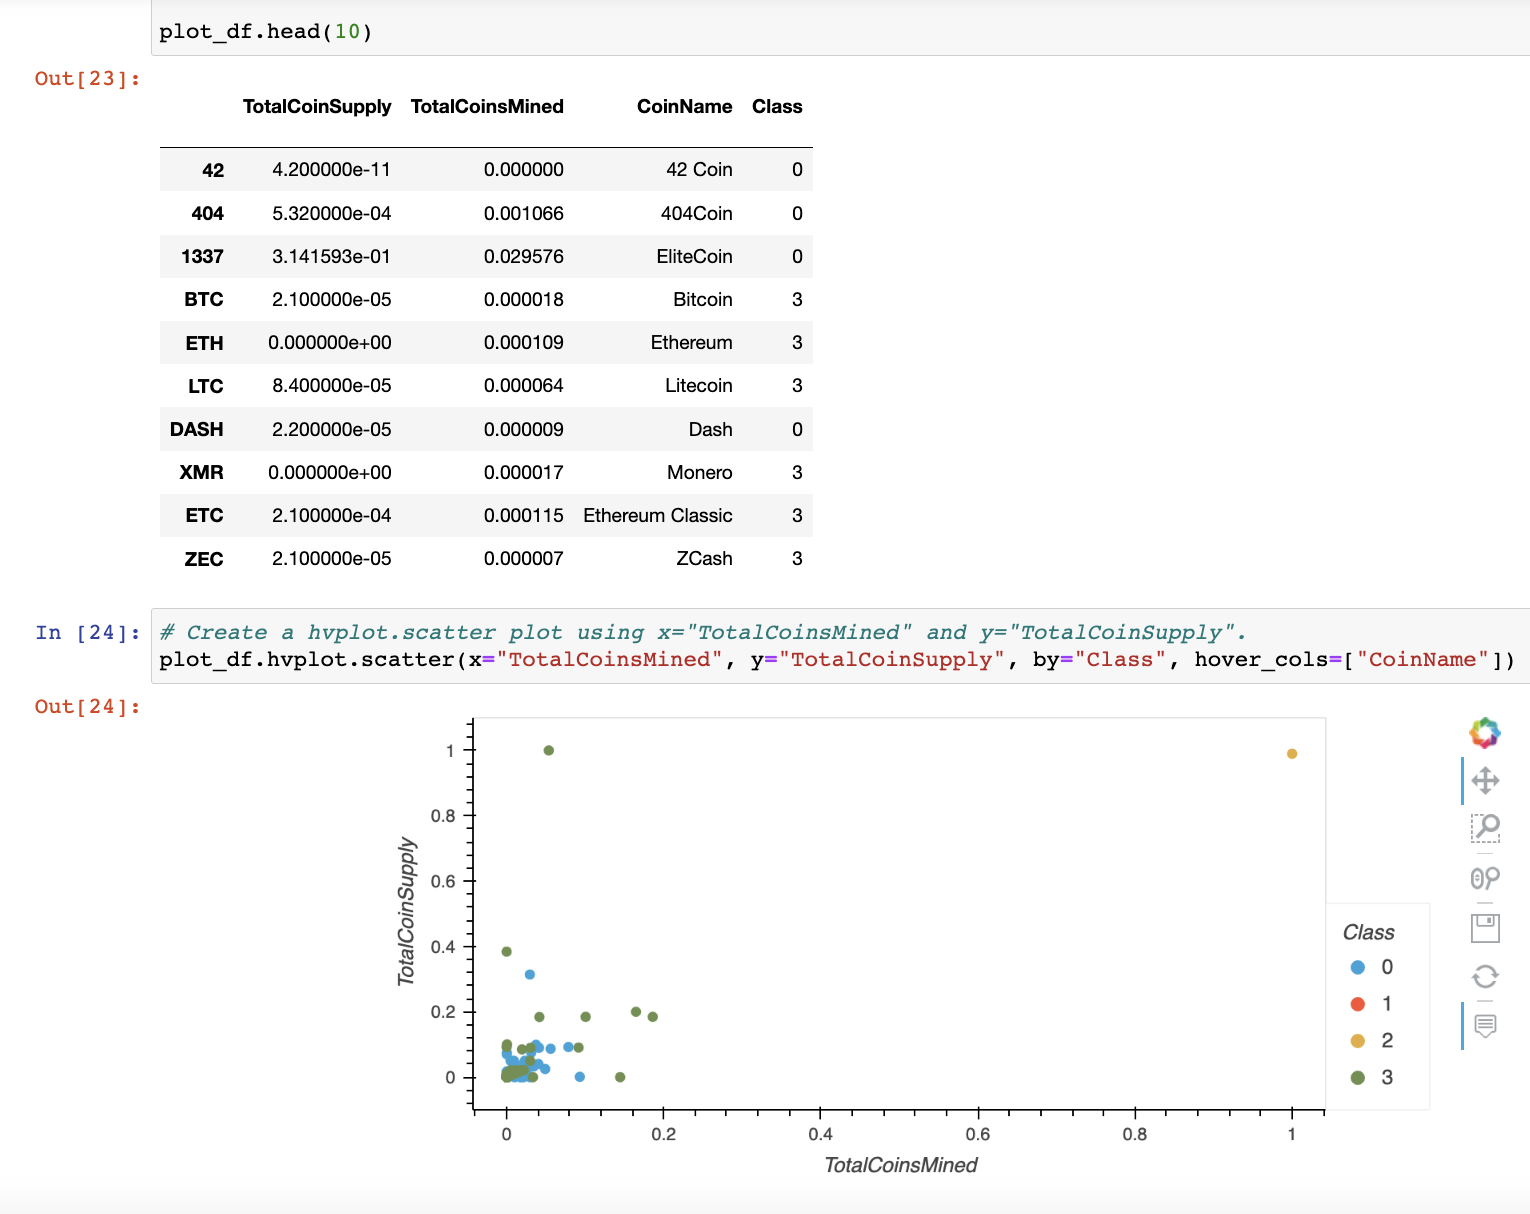 plot_df.head(10)
Out[23]:
TotalCoinSupply TotalCoinsMined CoinName Class
42 4.200000e-11 0.000000 42 Coin 0
404 5.320000e-04 0.001066 404Coin 0
1337 3.141593e-01 0.029576 EliteCoin 0
BTC 2.100000e-05 0.000018 Bitcoin 3
ETH 0.000000e+00 0.000109 Ethereum 3
LTC 8.400000e-05 0.000064 Litecoin 3
DASH 2.200000e-05 0.000009 Dash 0
XMR 0.000000e+00 0.000017 Monero 3
ETC 2.100000e-04 0.000115 Ethereum Classic 3
ZEC 2.100000e-05 0.000007 ZCash 3
In [24]: # Create a hvplot.scatter plot using x="TotalCoinsMined" and y="TotalCoinSupply".
plot_df.hvplot.scatter(x="TotalCoinsMined", y="TotalCoinSupply", by="Class", hover_cols=["CoinName"])
Out[24]:
1
0.8
0.6
0.4
0.2
0
TotalCoinSupply
0 0.2 0.4 0.6 0.8 1
TotalCoinsMined
Class
0
1
2
3